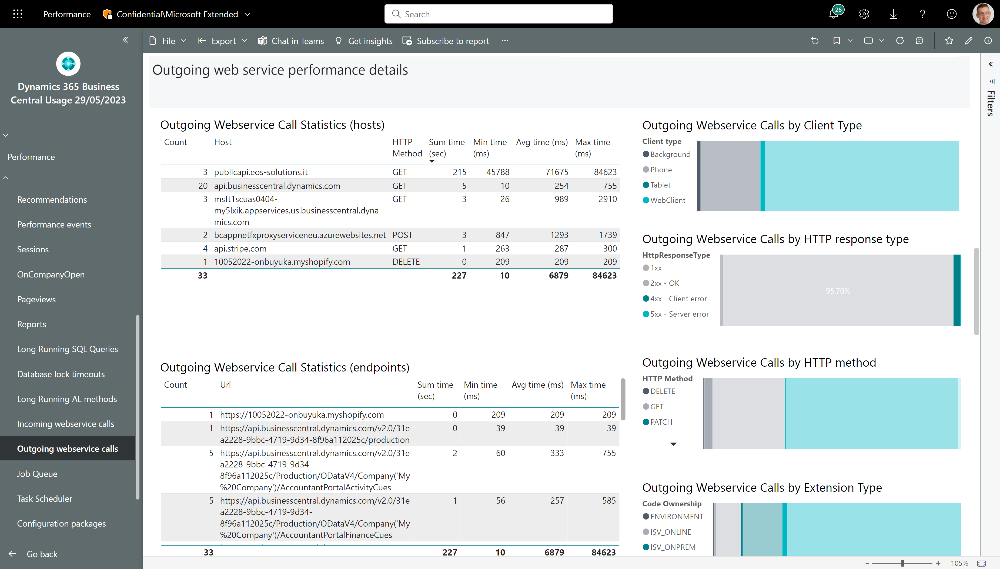 Performance
Confidential\Microsoft Extended
Search
26
File
Export
Chat in Teams
Get insights
Subscribe to report
Dynamics 365 Business
Central Usage 29/05/2023
Performance
Recommendations
Performance events
Sessions
OnCompanyOpen
Pageviews
Reports
Long Running SQL Queries
Database lock timeouts
Long Running AL methods
Incoming webservice calls
Outgoing webservice calls
Job Queue
Task Scheduler
Configuration packages
Go back
Outgoing web service performance details
Outgoing Webservice Call Statistics (hosts)
Count Host HTTP Method Sum time (sec) Min time (ms) Avg time (ms) Max time (ms)
3 publicapi.eos-solutions.it GET 215 45788 71675 84623
20 api.businesscentral.dynamics.com GET 5 10 254 755
3 msft1scuas0404- GET 3 26 989 2910
my5lxik.appservices.us.businesscentral.dyna
mics.com
2 bcappnetfxproxyserviceneu.azurewebsites.net POST 3 847 1293 1739
4 api.stripe.com GET 1 263 287 300
1 10052022-onbuyuka.myshopify.com DELETE 0 209 209 209
33 227 10 6879 84623
Outgoing Webservice Call Statistics (endpoints)
Count Url Sum time (sec) Min time (ms) Avg time (ms) Max time (ms)
1 https://10052022-onbuyuka.myshopify.com 0 209 209 209
1 https://api.businesscentral.dynamics.com/v2.0/31e 0 39 39 39
a2228-9bbc-4719-9d34-8f96a112025c/production
5 https://api.businesscentral.dynamics.com/v2.0/31e 2 60 333 755
a2228-9bbc-4719-9d34-
8f96a112025c/Production/ODataV4/Company('My
%20Company')/AccountantPortalActivityCues
5 https://api.businesscentral.dynamics.com/v2.0/31e 1 56 257 585
a2228-9bbc-4719-9d34-
8f96a112025c/Production/ODataV4/Company('My
%20Company')/AccountantPortalFinanceCues
33 227 10 6879 84623
Outgoing Webservice Calls by Client Type
Client type
Background
Phone
Tablet
WebClient
Outgoing Webservice Calls by HTTP response type
HttpResponseType
1xx
2xx - OK
4xx - Client error
5xx - Server error
95.70%
Outgoing Webservice Calls by HTTP method
HTTP Method
DELETE
GET
PATCH
Outgoing Webservice Calls by Extension Type
Code Ownership
ENVIRONMENT
ISV_ONLINE
ISV_ONPREM
Filters
105%